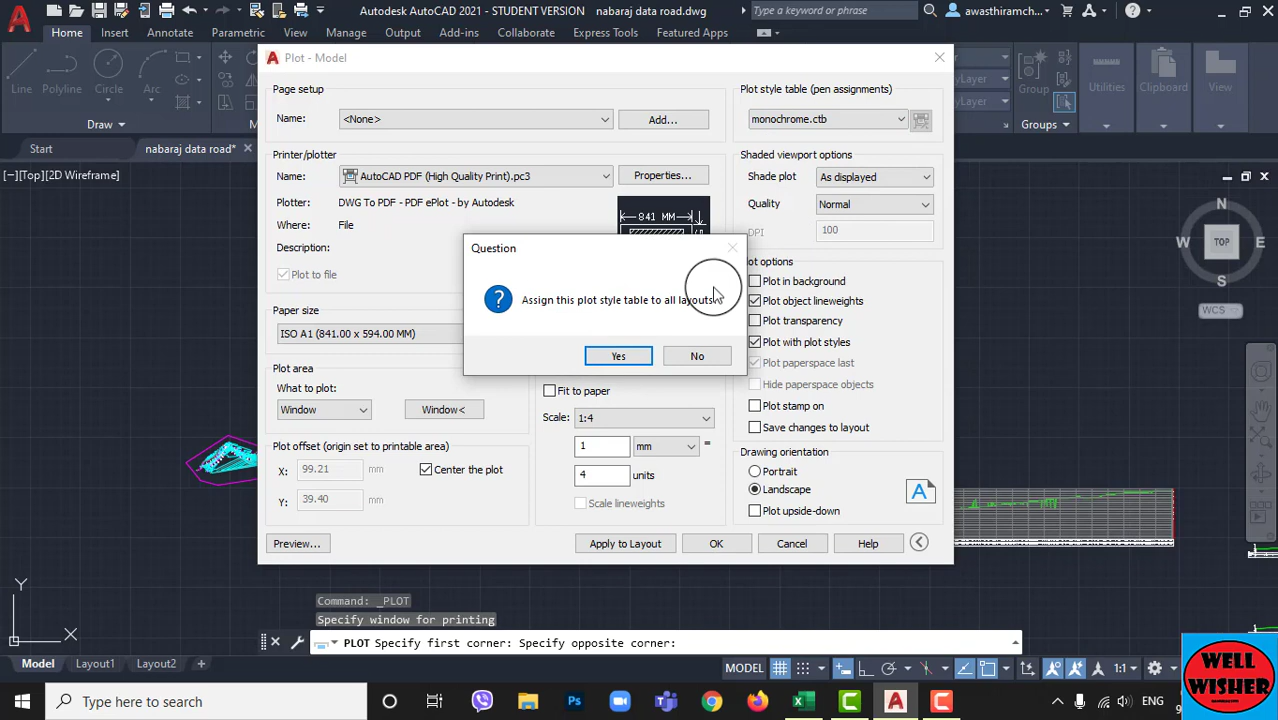 Autodesk AutoCAD 2021 - STUDENT VERSION nabaraj data road.dwg
Type a keyword or phrase
awastiramch...
Home Insert Annotate Parametric View Manage Output Add-ins Collaborate Express Tools Featured Apps
Line Polyline Circle Arc
Draw
Group
Groups
Utilities
Clipboard
View
Start
nabaraj data road*
[−][Top][2D Wireframe]
Plot - Model
Page setup
Name: <None> Add...
Printer/plotter
Name: AutoCAD PDF (High Quality Print).pc3 Properties...
Plotter: DWG To PDF - PDF ePlot - by Autodesk
Where: File
Description:
Plot to file
841 MM
Paper size
ISO A1 (841.00 x 594.00 MM)
Plot area
What to plot:
Window Window<
Plot offset (origin set to printable area)
X: 99.21 mm
Center the plot
Y: 39.40 mm
Fit to paper
Scale: 1:4
1 mm =
4 units
Scale lineweights
Preview... Apply to Layout OK Cancel Help
Plot style table (pen assignments)
monochrome.ctb
Shaded viewport options
Shade plot As displayed
Quality Normal
DPI 100
Plot in background
Plot object lineweights
Plot transparency
Plot with plot styles
Plot paperspace last
Hide paperspace objects
Plot stamp on
Save changes to layout
Drawing orientation
Portrait
Landscape
Plot upside-down
A
Question
Assign this plot style table to all layouts
Yes No
N
W TOP E
S
WCS
Y
X
Command: _PLOT
Specify window for printing
PLOT Specify first corner: Specify opposite corner:
Model Layout1 Layout2 +
MODEL 1:1
Type here to search
ENG
WELL
WISHER